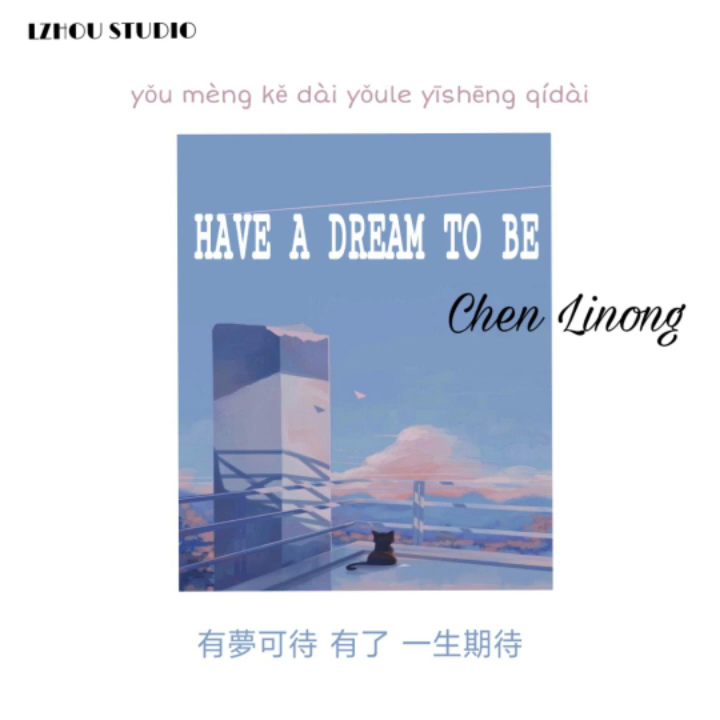 LZHOU STUDIO
yǒu mèng kě dài yǒule yīshēng qídài
HAVE A DREAM TO BE
Chen Linong
有夢可待 有了 一生期待